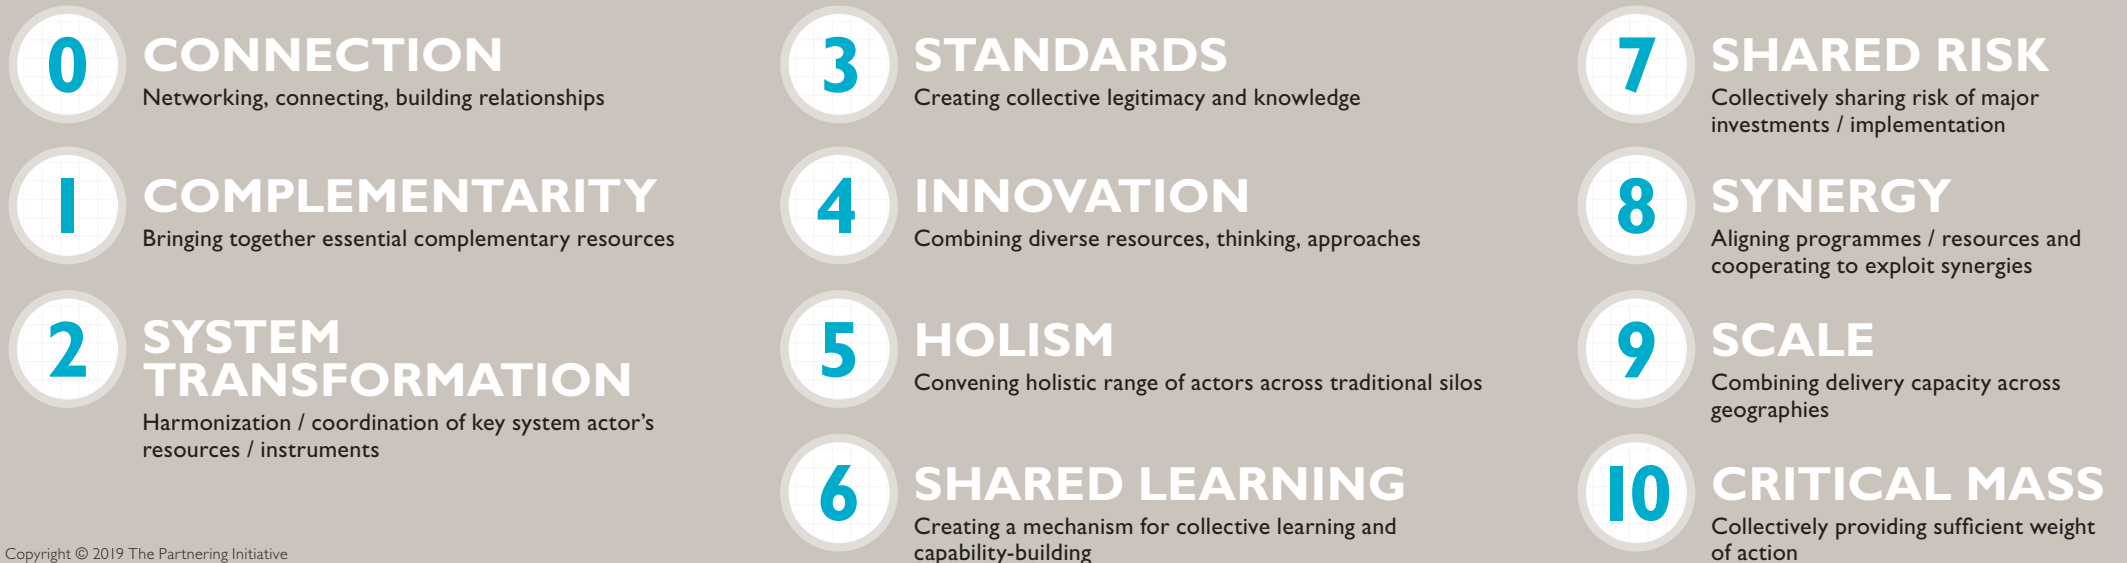 0
CONNECTION
Networking, connecting, building relationships
1
COMPLEMENTARITY
Bringing together essential complementary resources
2
SYSTEM
TRANSFORMATION
Harmonization / coordination of key system actor’s
resources / instruments
3
STANDARDS
Creating collective legitimacy and knowledge
4
INNOVATION
Combining diverse resources, thinking, approaches
5
HOLISM
Convening holistic range of actors across traditional silos
6
SHARED LEARNING
Creating a mechanism for collective learning and
capability-building
7
SHARED RISK
Collectively sharing risk of major
investments / implementation
8
SYNERGY
Aligning programmes / resources and
cooperating to exploit synergies
9
SCALE
Combining delivery capacity across
geographies
10
CRITICAL MASS
Collectively providing sufficient weight
of action
Copyright © 2019 The Partnering Initiative